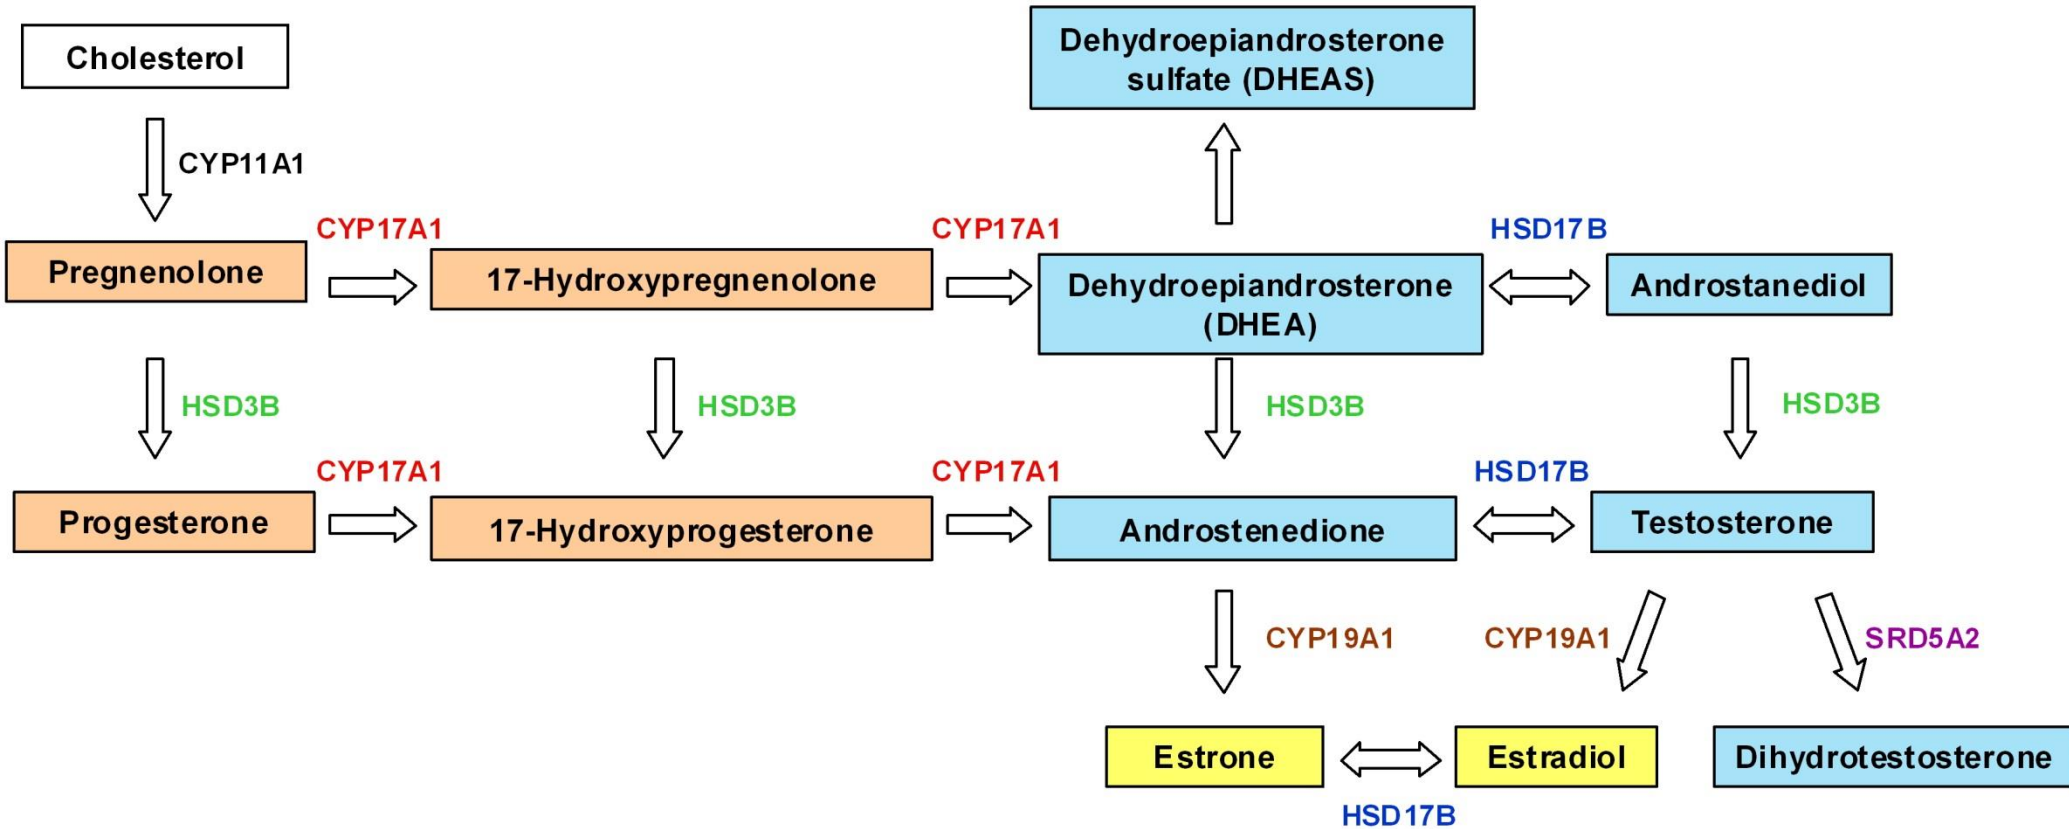 Cholesterol
Dehydroepiandrosterone
sulfate (DHEAS)
CYP11A1
CYP17A1
CYP17A1
HSD17B
Pregnenolone
17-Hydroxypregnenolone
Dehydroepiandrosterone
(DHEA)
Androstanediol
HSD3B
HSD3B
HSD3B
HSD3B
CYP17A1
CYP17A1
HSD17B
Progesterone
17-Hydroxyprogesterone
Androstenedione
Testosterone
CYP19A1
CYP19A1
SRD5A2
Estrone
Estradiol
Dihydrotestosterone
HSD17B